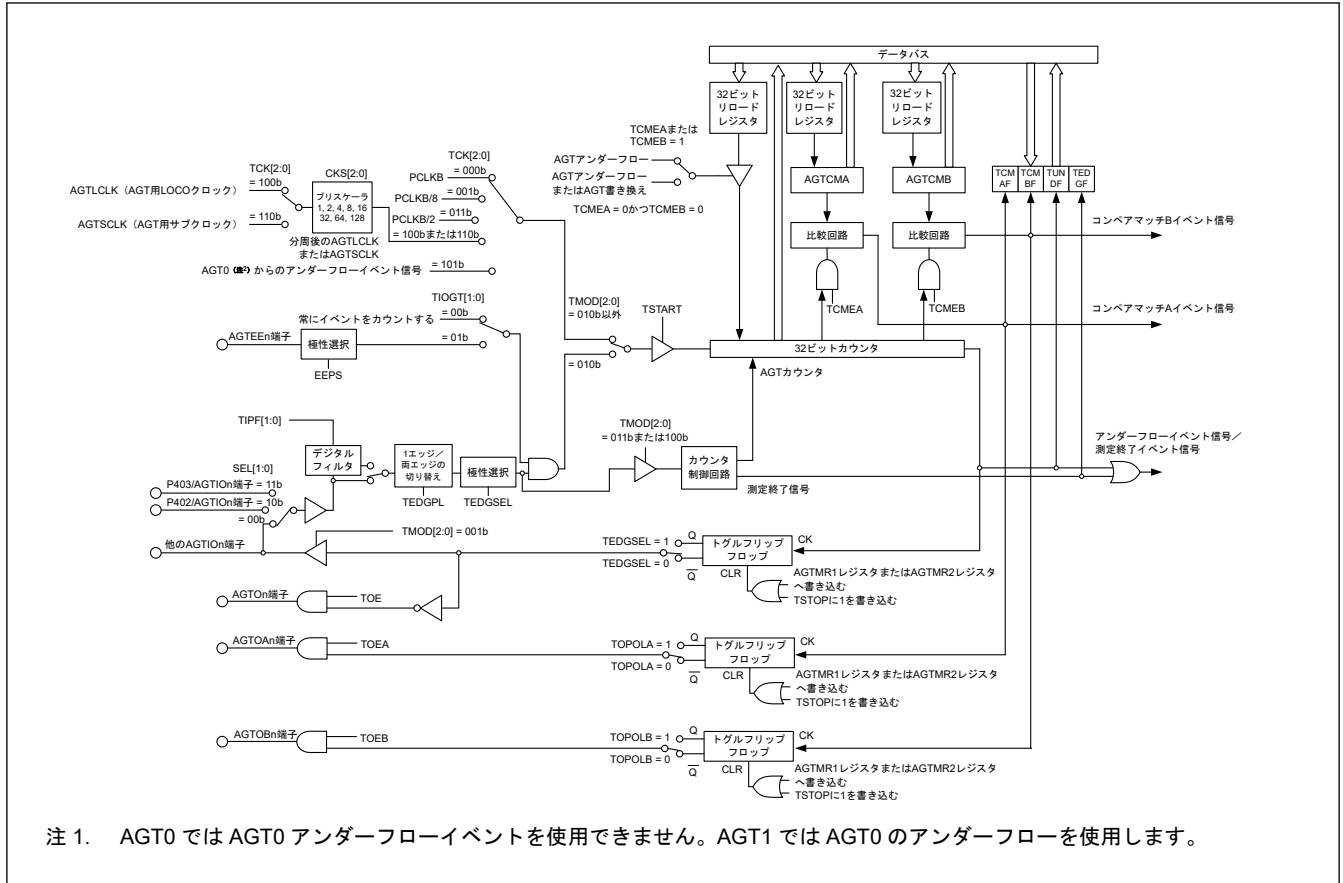 データバス
32ビット
リロード
レジスタ
32ビット
リロード
レジスタ
32ビット
リロード
レジスタ
TCMEAまたは
TCMEB = 1
AGTアンダーフロー
AGTアンダーフロー
またはAGT書き換え
TCMEA = 0かつTCMEB = 0
AGTCMA
AGTCMB
TCM
AF
TCM
BF
TUN
DF
TED
GF
比較回路
比較回路
TCMEA
TCMEB
コンペアマッチBイベント信号
コンペアマッチAイベント信号
TCK[2:0]
= 100b
AGTLCLK（AGT用LOCOクロック）
= 110b
AGTSCLK（AGT用サブクロック）
CKS[2:0]
プリスケーラ
1, 2, 4, 8, 16
32, 64, 128
分周後のAGTLCLK
またはAGTSCLK
TCK[2:0]
PCLKB
= 000b
PCLKB/8
= 001b
PCLKB/2
= 011b
= 100bまたは110b
AGT0 からのアンダーフローイベント信号
= 101b
TIOGT[1:0]
常にイベントをカウントする
= 00b
= 01b
AGTEEn端子
極性選択
EEPS
TMOD[2:0]
= 010b以外
= 010b
TSTART
32ビットカウンタ
AGTカウンタ
TIPF[1:0]
デジタル
フィルタ
1エッジ／
両エッジの
切り替え
TEDGPL
極性選択
TEDGSEL
TMOD[2:0]
= 011bまたは100b
カウンタ
制御回路
測定終了信号
アンダーフローイベント信号／
測定終了イベント信号
SEL[1:0]
P403/AGTIOn端子 = 11b
P402/AGTIOn端子 = 10b
= 00b
他のAGTIOn端子
TMOD[2:0] = 001b
TEDGSEL = 1
TEDGSEL = 0
Q
Q
トグルフリップ
フロップ
CK
CLR
AGTMR1レジスタまたはAGTMR2レジスタ
へ書き込む
TSTOPに1を書き込む
AGTOn端子
TOE
AGTOAn端子
TOEA
TOPOLA = 1
TOPOLA = 0
Q
Q
トグルフリップ
フロップ
CK
CLR
AGTMR1レジスタまたはAGTMR2レジスタ
へ書き込む
TSTOPに1を書き込む
AGTOBn端子
TOEB
TOPOLB = 1
TOPOLB = 0
Q
Q
トグルフリップ
フロップ
CK
CLR
AGTMR1レジスタまたはAGTMR2レジスタ
へ書き込む
TSTOPに1を書き込む
注 1. AGT0 では AGT0 アンダーフローイベントを使用できません。AGT1 では AGT0 のアンダーフローを使用します。